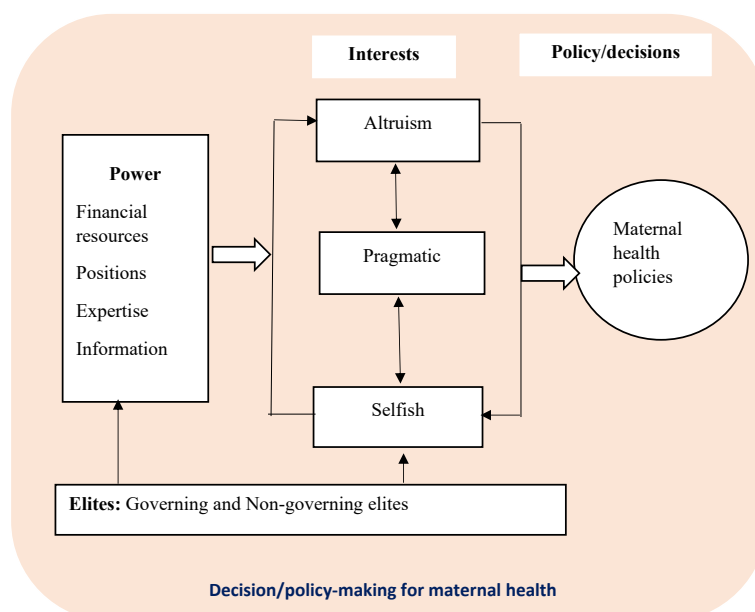 Interests
Policy/decisions
Power
Financial
resources
Positions
Expertise
Information
Altruism
Pragmatic
Selfish
Maternal
health
policies
Elites: Governing and Non-governing elites
Decision/policy-making for maternal health